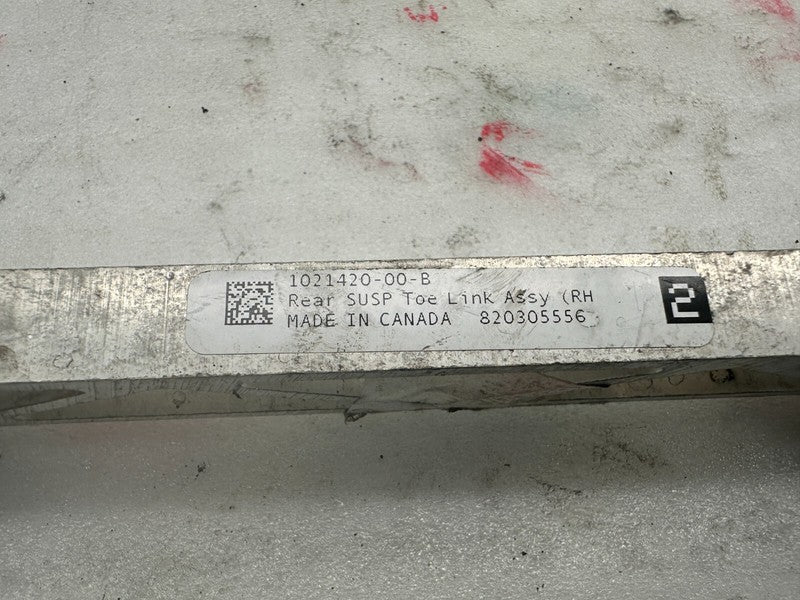 1021420-00-B
Rear SUSP Toe Link Assy (RH
MADE IN CANADA 820305556
2